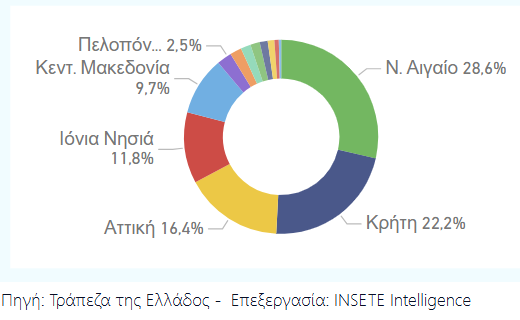 Πελοπόν... 2,5%
Κεντ. Μακεδονία
9,7%
Ν. Αιγαίο 28,6%
Ιόνια Νησιά
11,8%
Αττική 16,4%
Κρήτη 22,2%
Πηγή: Τράπεζα της Ελλάδος - Επεξεργασία: INSETE Intelligence